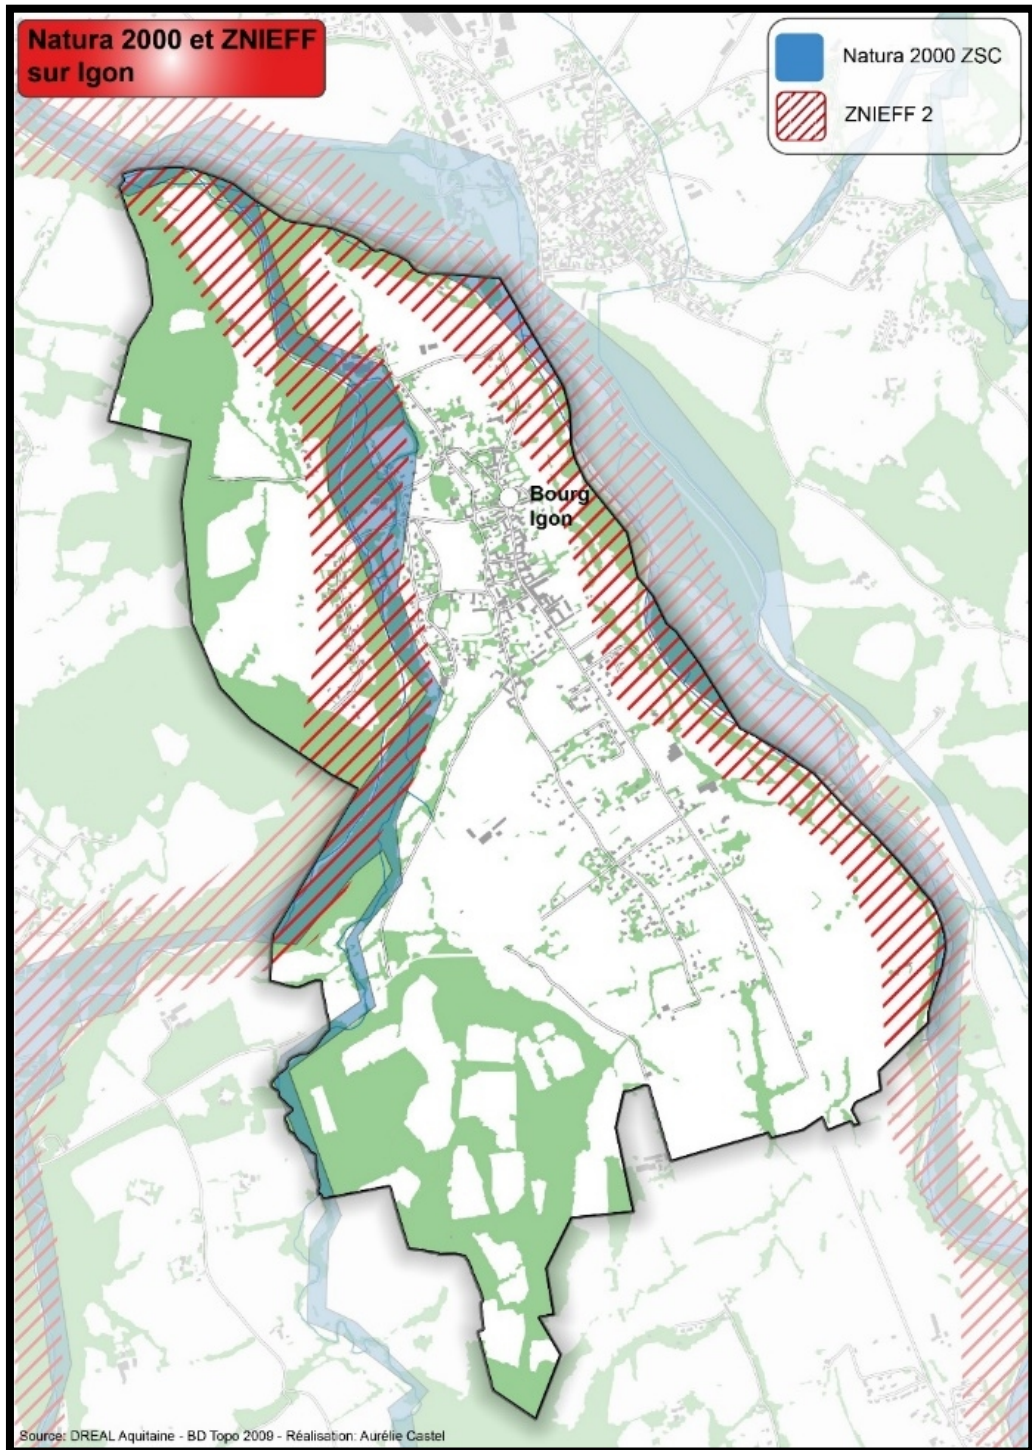 Natura 2000 et ZNIEFF
sur Igon
Natura 2000 ZSC
ZNIEFF 2
Bourg
Igon
Source: DREAL Aquitaine - BD Topo 2009 - Réalisation: Aurélie Castel